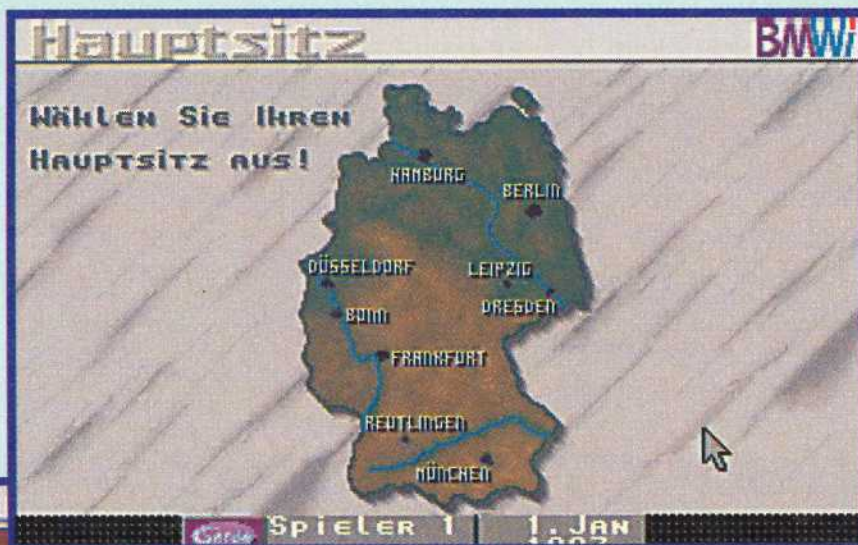 Hauptsitz
BMWi
Wählen Sie Ihren
Hauptsitz aus!
HAMBURG
BERLIN
DÜSSELDORF
LEIPZIG
DRESDEN
BONN
FRANKFURT
REUTLINGEN
MÜNCHEN
Spieler 1
1. Jan